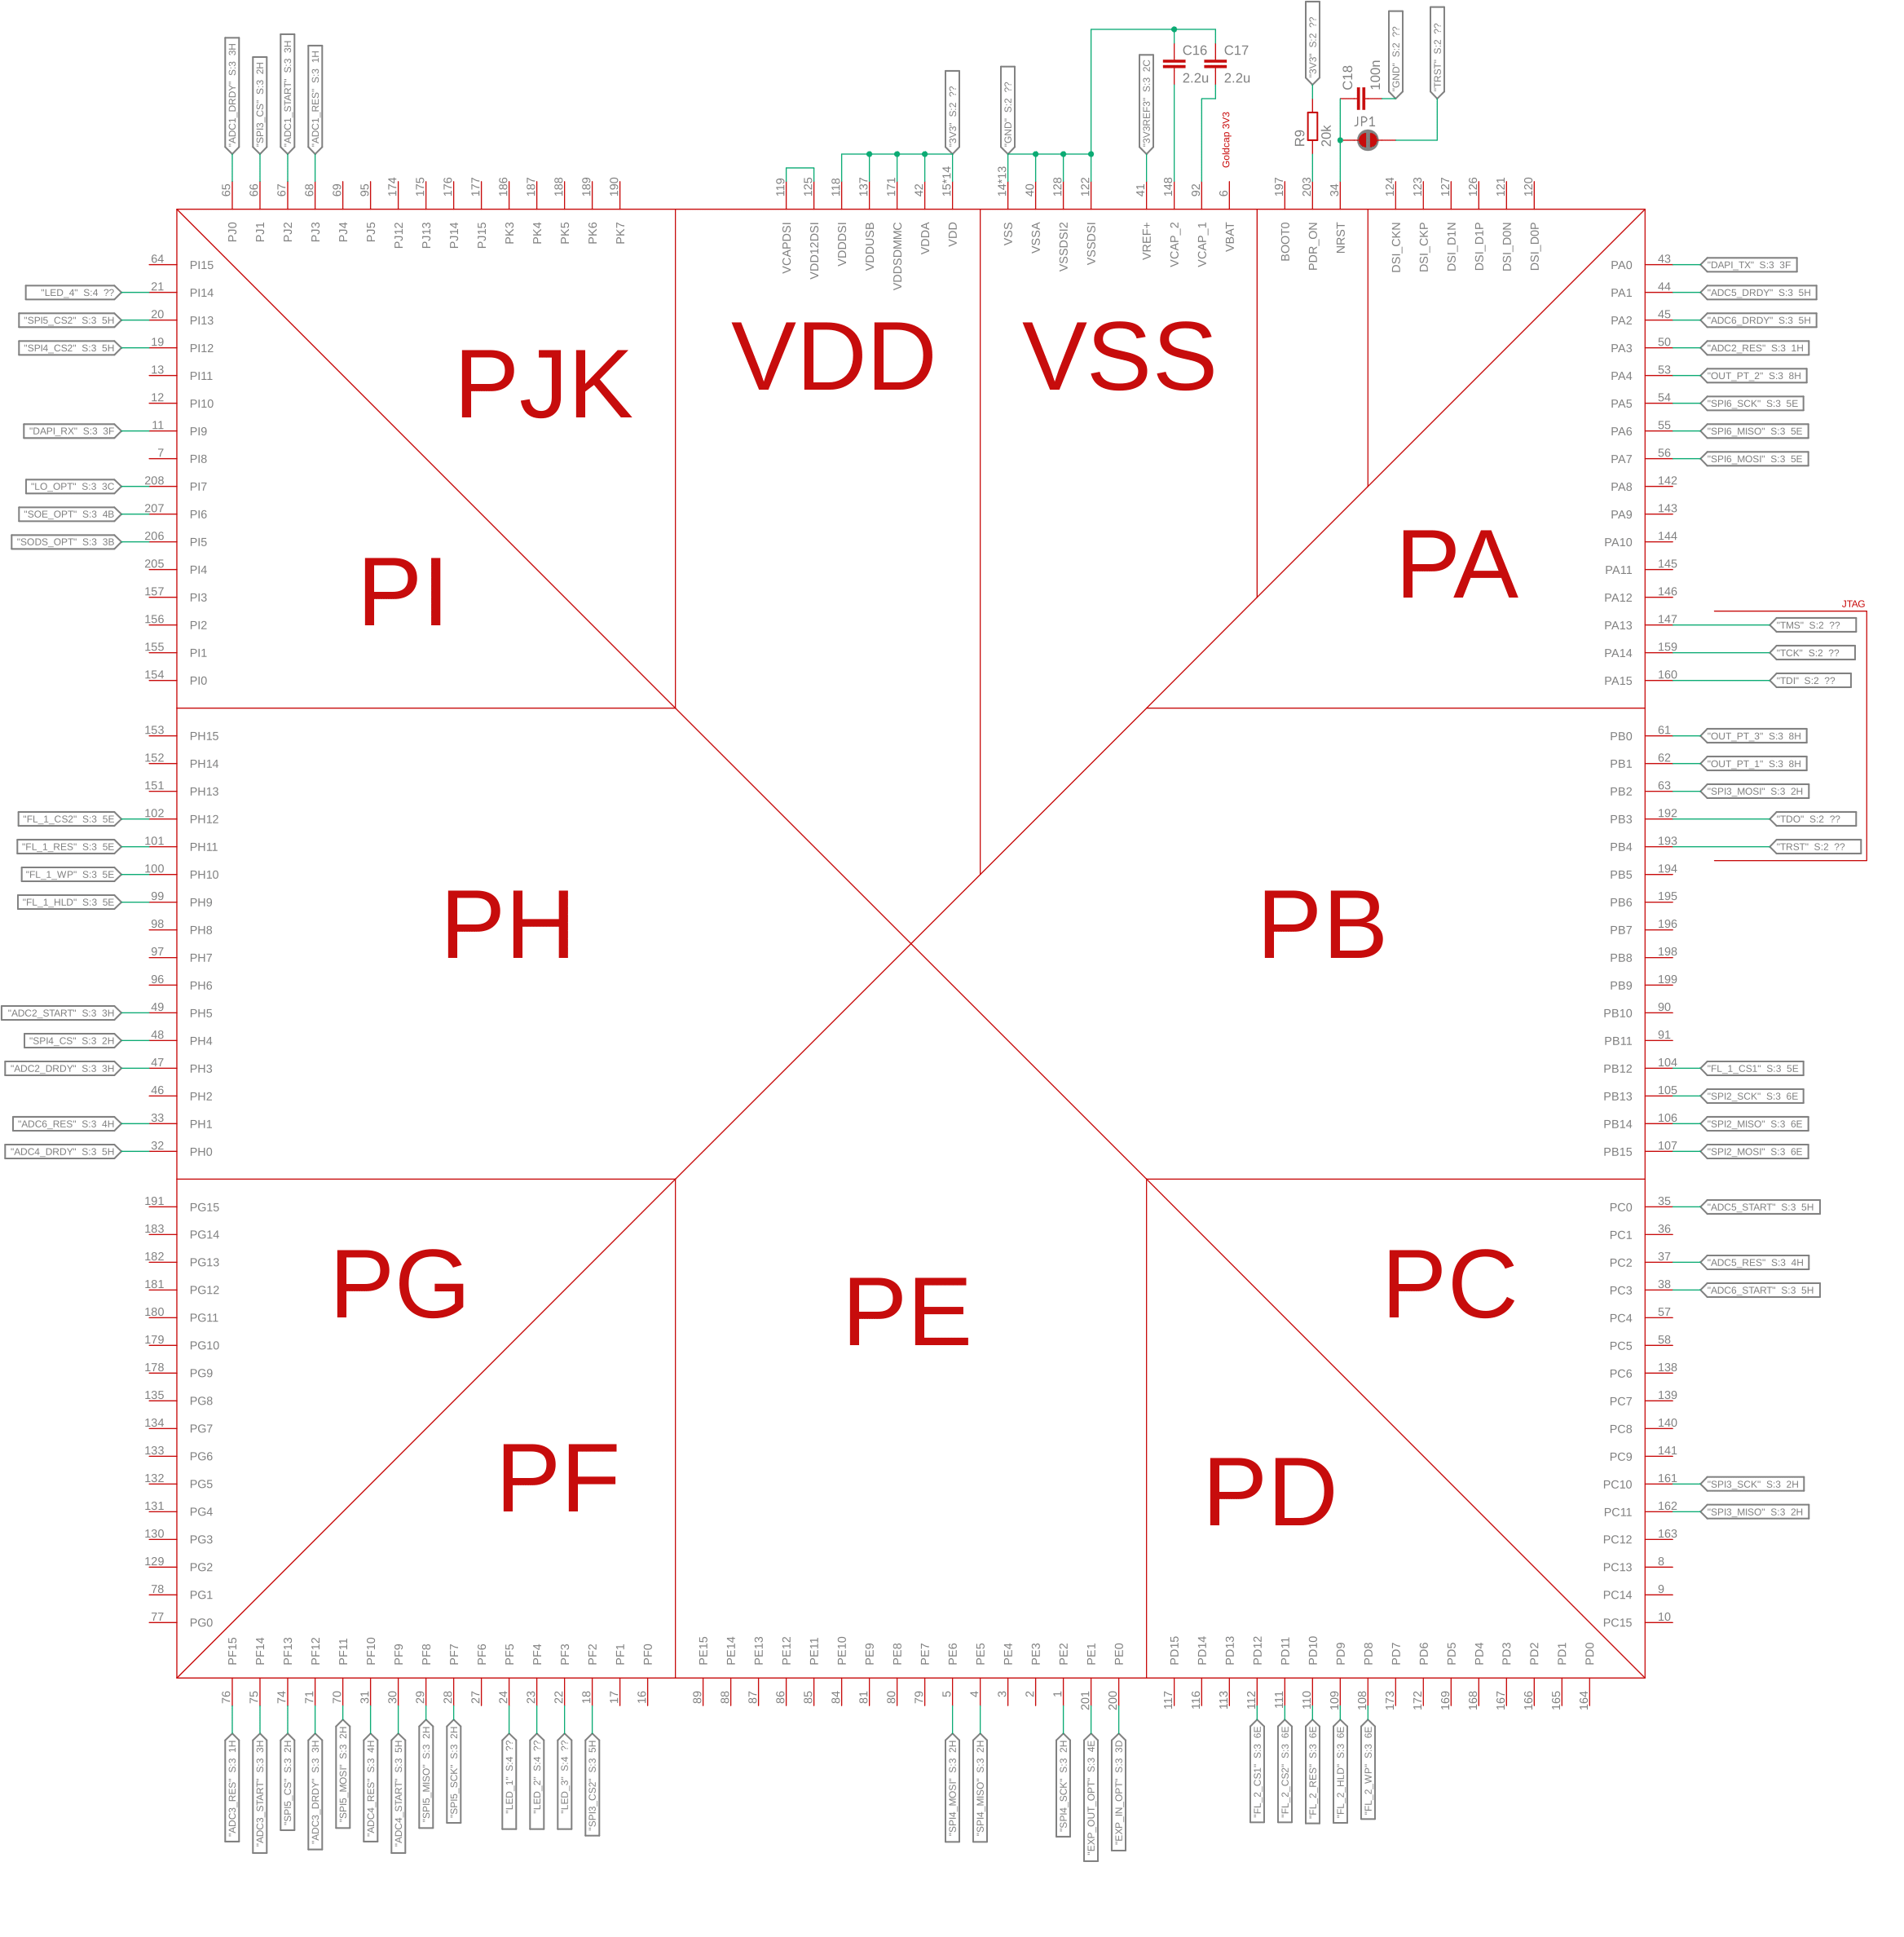 "ADC1_DRDY" S:3 3H
"SPI3_CS" S:3 2H
"ADC1_START" S:3 3H
"ADC1_RES" S:3 1H
"3V3" S:2 ??
"GND" S:2 ??
"3V3REF3" S:3 2C
C16
2.2u
C17
2.2u
Goldcap 3V3
"3V3" S:2 ??
R9
20k
C18
100n
"GND" S:2 ??
"TRST" S:2 ??
JP1
65 PJ0
66 PJ1
67 PJ2
68 PJ3
69 PJ4
95 PJ5
174 PJ12
175 PJ13
176 PJ14
177 PJ15
186 PK3
187 PK4
188 PK5
189 PK6
190 PK7
119 VCAPDSI
125 VDD12DSI
118 VDDDSI
137 VDDUSB
171 VDDSDMMC
42 VDDA
15*14 VDD
14*13 VSS
40 VSSA
128 VSSDSI2
122 VSSDSI
41 VREF+
148 VCAP_2
92 VCAP_1
6 VBAT
197 BOOT0
203 PDR_ON
34 NRST
124 DSI_CKN
123 DSI_CKP
127 DSI_D1N
126 DSI_D1P
121 DSI_D0N
120 DSI_D0P
PJK
VDD
VSS
PI
PA
PH
PB
PG
PF
PE
PD
PC
64 PI15
"LED_4" S:4 ?? 21 PI14
"SPI5_CS2" S:3 5H 20 PI13
"SPI4_CS2" S:3 5H 19 PI12
13 PI11
12 PI10
"DAPI_RX" S:3 3F 11 PI9
7 PI8
"LO_OPT" S:3 3C 208 PI7
"SOE_OPT" S:3 4B 207 PI6
"SODS_OPT" S:3 3B 206 PI5
205 PI4
157 PI3
156 PI2
155 PI1
154 PI0
153 PH15
152 PH14
151 PH13
"FL_1_CS2" S:3 5E 102 PH12
"FL_1_RES" S:3 5E 101 PH11
"FL_1_WP" S:3 5E 100 PH10
"FL_1_HLD" S:3 5E 99 PH9
98 PH8
97 PH7
96 PH6
"ADC2_START" S:3 3H 49 PH5
"SPI4_CS" S:3 2H 48 PH4
"ADC2_DRDY" S:3 3H 47 PH3
46 PH2
"ADC6_RES" S:3 4H 33 PH1
"ADC4_DRDY" S:3 5H 32 PH0
191 PG15
183 PG14
182 PG13
181 PG12
180 PG11
179 PG10
178 PG9
135 PG8
134 PG7
133 PG6
132 PG5
131 PG4
130 PG3
129 PG2
78 PG1
77 PG0
PA0 43 "DAPI_TX" S:3 3F
PA1 44 "ADC5_DRDY" S:3 5H
PA2 45 "ADC6_DRDY" S:3 5H
PA3 50 "ADC2_RES" S:3 1H
PA4 53 "OUT_PT_2" S:3 8H
PA5 54 "SPI6_SCK" S:3 5E
PA6 55 "SPI6_MISO" S:3 5E
PA7 56 "SPI6_MOSI" S:3 5E
PA8 142
PA9 143
PA10 144
PA11 145
PA12 146
JTAG
PA13 147 "TMS" S:2 ??
PA14 159 "TCK" S:2 ??
PA15 160 "TDI" S:2 ??
PB0 61 "OUT_PT_3" S:3 8H
PB1 62 "OUT_PT_1" S:3 8H
PB2 63 "SPI3_MOSI" S:3 2H
PB3 192 "TDO" S:2 ??
PB4 193 "TRST" S:2 ??
PB5 194
PB6 195
PB7 196
PB8 198
PB9 199
PB10 90
PB11 91
PB12 104 "FL_1_CS1" S:3 5E
PB13 105 "SPI2_SCK" S:3 6E
PB14 106 "SPI2_MISO" S:3 6E
PB15 107 "SPI2_MOSI" S:3 6E
PC0 35 "ADC5_START" S:3 5H
PC1 36
PC2 37 "ADC5_RES" S:3 4H
PC3 38 "ADC6_START" S:3 5H
PC4 57
PC5 58
PC6 138
PC7 139
PC8 140
PC9 141
PC10 161 "SPI3_SCK" S:3 2H
PC11 162 "SPI3_MISO" S:3 2H
PC12 163
PC13 8
PC14 9
PC15 10
PF15 76 "ADC3_RES" S:3 1H
PF14 75 "ADC3_START" S:3 3H
PF13 74 "SPI5_CS" S:3 2H
PF12 71 "ADC3_DRDY" S:3 3H
PF11 70 "SPI5_MOSI" S:3 2H
PF10 31 "ADC4_RES" S:3 4H
PF9 30 "ADC4_START" S:3 5H
PF8 29 "SPI5_MISO" S:3 2H
PF7 28 "SPI5_SCK" S:3 2H
PF6 27
PF5 24 "LED_1" S:4 ??
PF4 23 "LED_2" S:4 ??
PF3 22 "LED_3" S:4 ??
PF2 18 "SPI3_CS2" S:3 5H
PF1 17
PF0 16
PE15 89
PE14 88
PE13 87
PE12 86
PE11 85
PE10 84
PE9 81
PE8 80
PE7 79
PE6 5 "SPI4_MOSI" S:3 2H
PE5 4 "SPI4_MISO" S:3 2H
PE4 3
PE3 2
PE2 1 "SPI4_SCK" S:3 2H
PE1 201 "EXP_OUT_OPT" S:3 4E
PE0 200 "EXP_IN_OPT" S:3 3D
PD15 117
PD14 116
PD13 113
PD12 112 "FL_2_CS1" S:3 6E
PD11 111 "FL_2_CS2" S:3 6E
PD10 110 "FL_2_RES" S:3 6E
PD9 109 "FL_2_HLD" S:3 6E
PD8 108 "FL_2_WP" S:3 6E
PD7 173
PD6 172
PD5 169
PD4 168
PD3 167
PD2 166
PD1 165
PD0 164